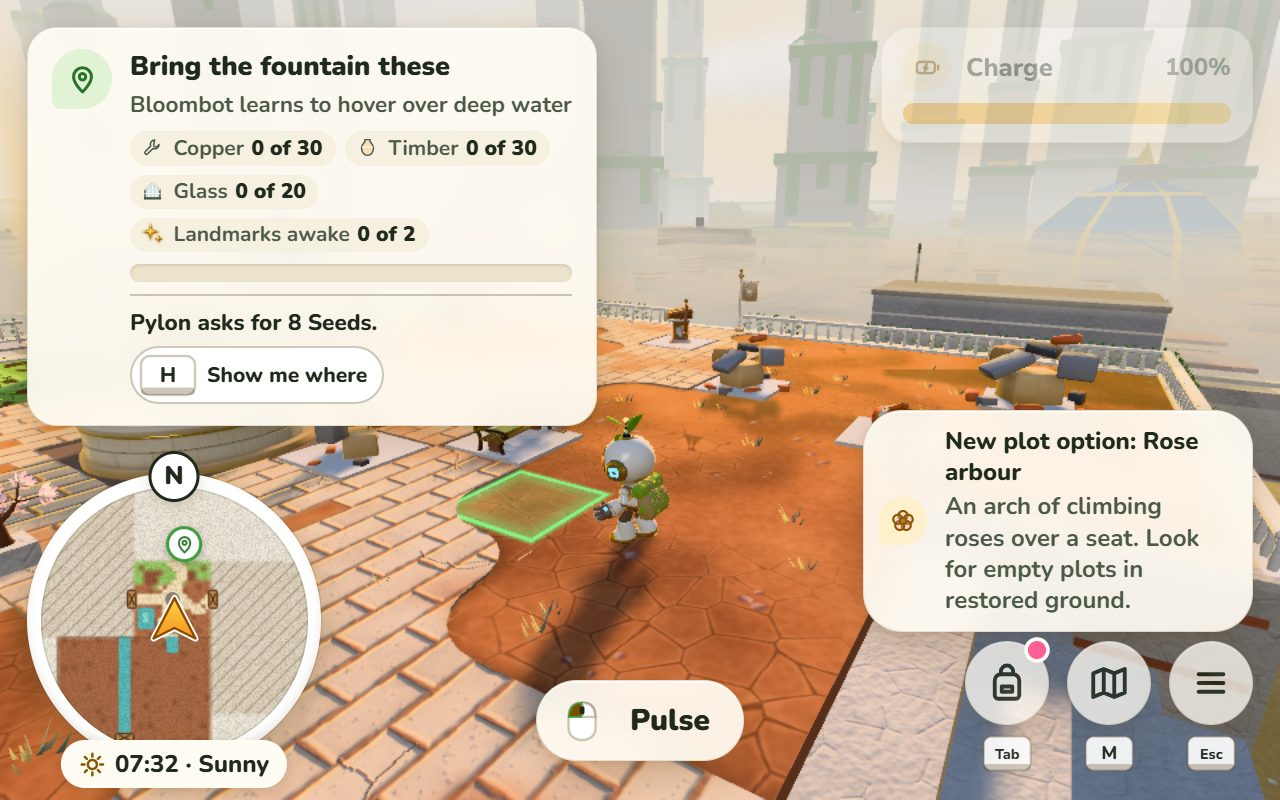 Bring the fountain these
Bloombot learns to hover over deep water
Copper 0 of 30
Timber 0 of 30
Glass 0 of 20
Landmarks awake 0 of 2
Pylon asks for 8 Seeds.
H Show me where
Charge 100%
New plot option: Rose
arbour
An arch of climbing
roses over a seat. Look
for empty plots in
restored ground.
N
07:32 · Sunny
Pulse
Tab
M
Esc